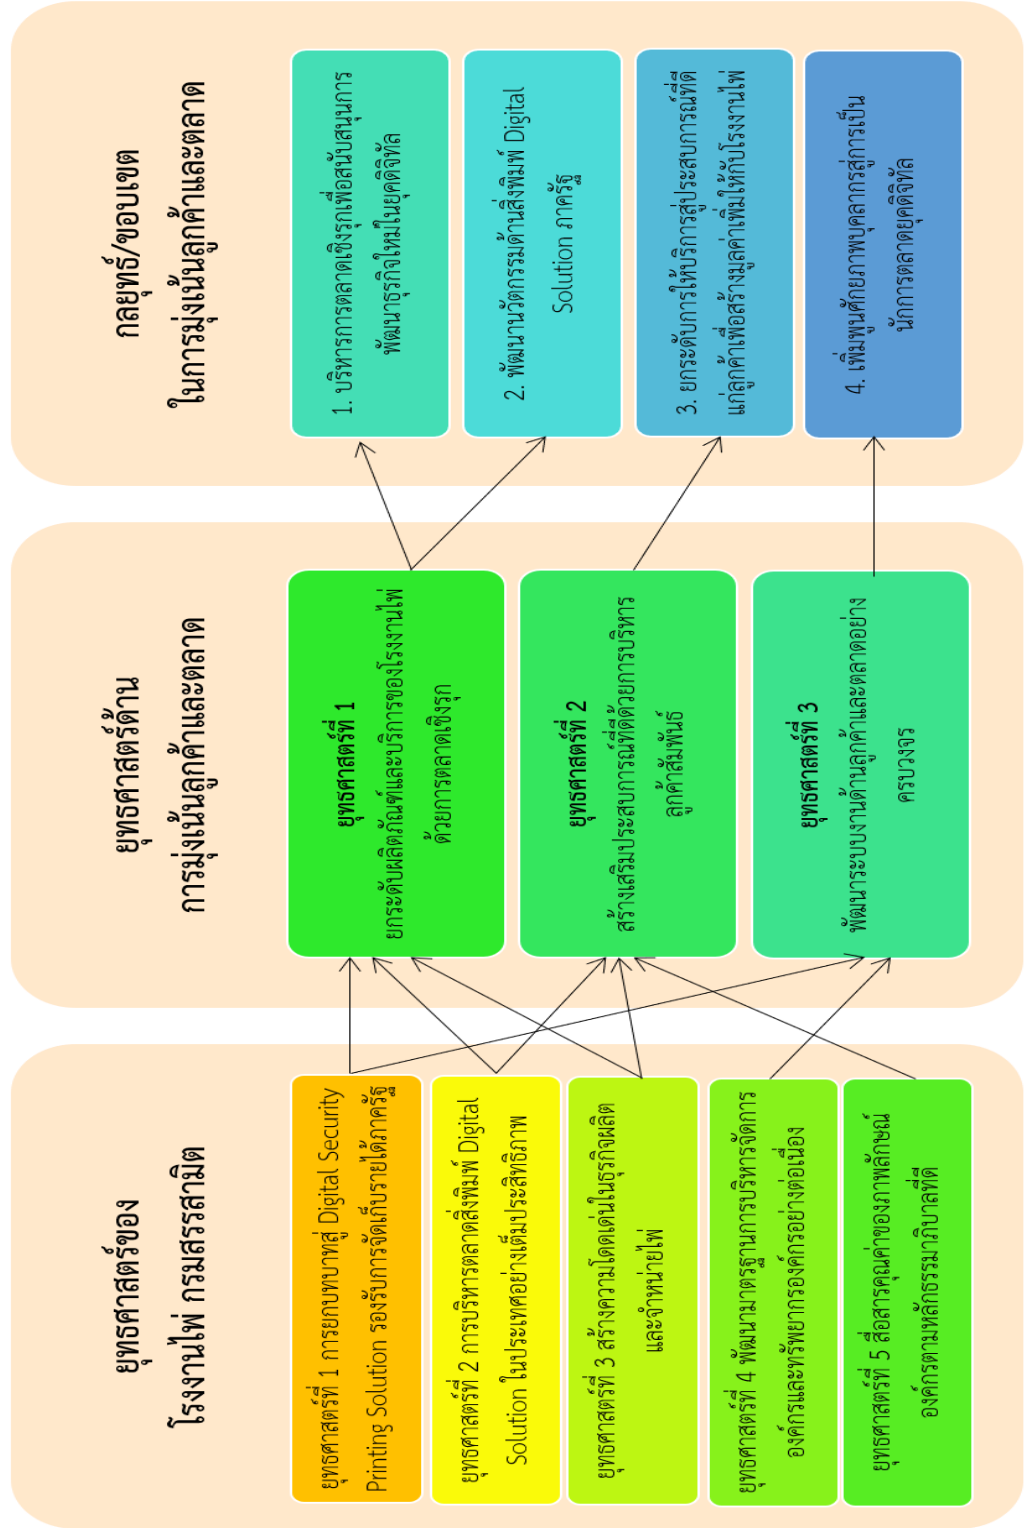 ยุทธศาสตร์ของ
โรงงานไพ่ กรมสรรสามิต
ยุทธศาสตร์ที่ 1 การยกบทบาทสู่ Digital Security
Printing Solution รองรับการจัดเก็บรายได้ภาครัฐ
ยุทธศาสตร์ที่ 2 การบริหารตลาดสิ่งพิมพ์ Digital
Solution ในประเทศอย่างเต็มประสิทธิภาพ
ยุทธศาสตร์ที่ 3 สร้างความโดดเด่นในธุรกิจผลิต
และจำหน่ายไพ่
ยุทธศาสตร์ที่ 4 พัฒนามาตรฐานการบริหารจัดการ
องค์กรและทรัพยากรองค์กรอย่างต่อเนื่อง
ยุทธศาสตร์ที่ 5 สื่อสารคุณค่าของภาพลักษณ์
องค์กรตามหลักธรรมาภิบาลที่ดี
ยุทธศาสตร์ด้าน
การมุ่งเน้นลูกค้าและตลาด
ยุทธศาสตร์ที่ 1
ยกระดับผลิตภัณฑ์และบริการของโรงงานไพ่
ด้วยการตลาดเชิงรุก
ยุทธศาสตร์ที่ 2
สร้างเสริมประสบการณ์ที่ดีด้วยการบริหาร
ลูกค้าสัมพันธ์
ยุทธศาสตร์ที่ 3
พัฒนาระบบงานด้านลูกค้าและตลาดอย่าง
ครบวงจร
กลยุทธ์/ขอบเขต
ในการมุ่งเน้นลูกค้าและตลาด
1. บริหารการตลาดเชิงรุกเพื่อสนับสนุนการ
พัฒนาธุรกิจใหม่ในยุคดิจิทัล
2. พัฒนานวัตกรรมด้านสิ่งพิมพ์ Digital
Solution ภาครัฐ
3. ยกระดับการให้บริการสู่ประสบการณ์ที่ดี
แก่ลูกค้าเพื่อสร้างมูลค่าเพิ่มให้กับโรงงานไพ่
4. เพิ่มพูนศักยภาพบุคลากรสู่การเป็น
นักการตลาดยุคดิจิทัล